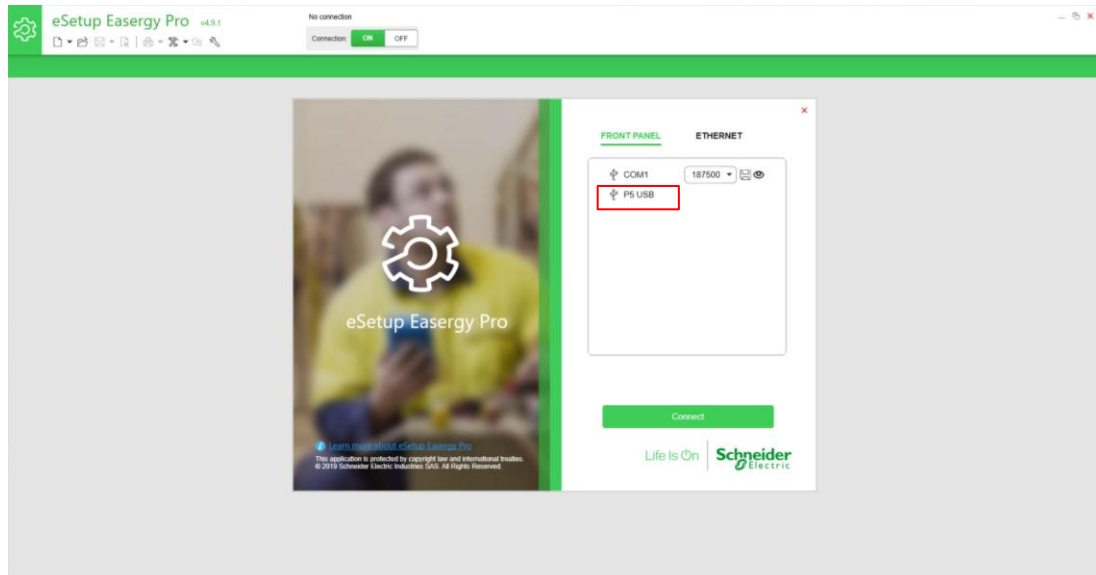 eSetup Easergy Pro v4.9.1
No connection
Connection: ON OFF
FRONT PANEL ETHERNET
COM1 187500
P5 USB
eSetup Easergy Pro
Connect
Learn more about eSetup Easergy Pro
This application is protected by copyright law and international treaties.
© 2019 Schneider Electric Industries SAS. All Rights Reserved.
Life Is On Schneider
Electric